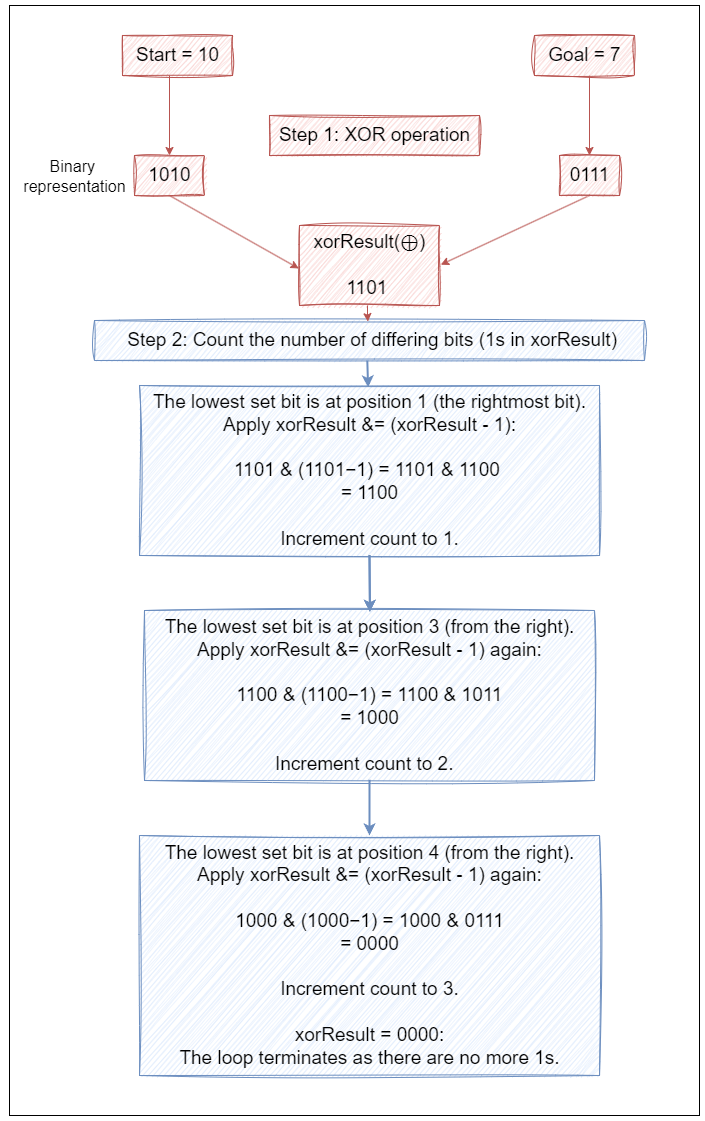 Start = 10
Goal = 7
Step 1: XOR operation
Binary
representation
1010
0111
xorResult(⊕)
1101
Step 2: Count the number of differing bits (1s in xorResult)
The lowest set bit is at position 1 (the rightmost bit).
Apply xorResult &= (xorResult - 1):
1101 & (1101−1) = 1101 & 1100
= 1100
Increment count to 1.
The lowest set bit is at position 3 (from the right).
Apply xorResult &= (xorResult - 1) again:
1100 & (1100−1) = 1100 & 1011
= 1000
Increment count to 2.
The lowest set bit is at position 4 (from the right).
Apply xorResult &= (xorResult - 1) again:
1000 & (1000−1) = 1000 & 0111
= 0000
Increment count to 3.
xorResult = 0000:
The loop terminates as there are no more 1s.